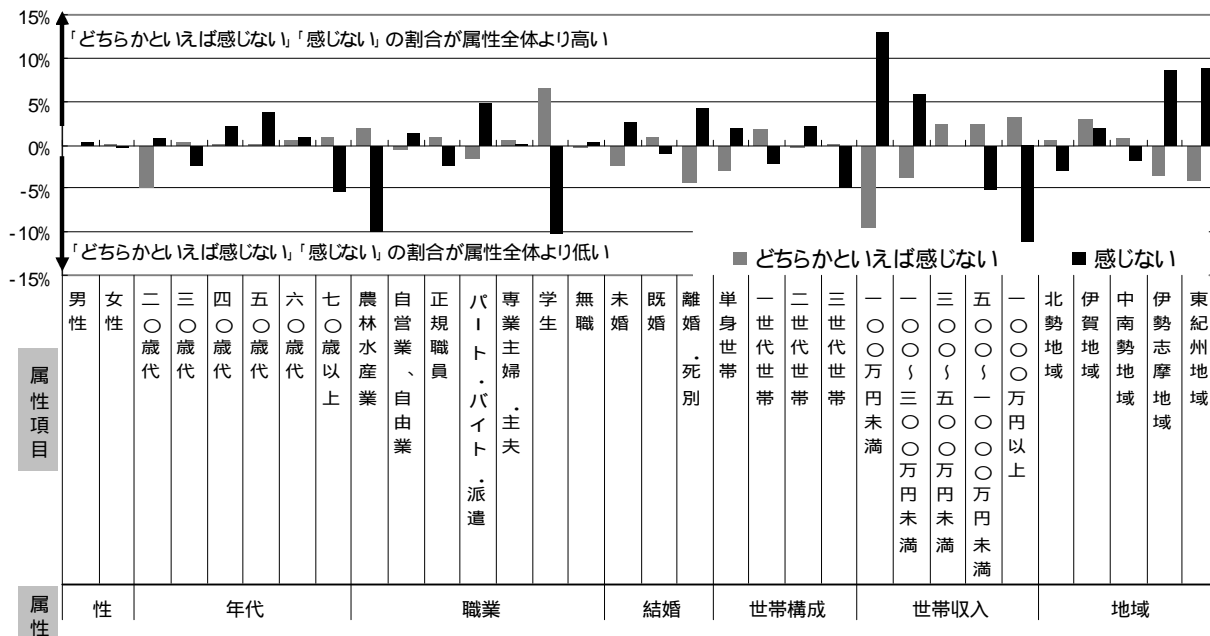 15%
10%
5%
0%
-5%
-10%
-15%
「どちらかといえば感じない」「感じない」の割合が属性全体より高い
「どちらかといえば感じない」「感じない」の割合が属性全体より低い
どちらかといえば感じない
感じない
属性項目
男性
女性
二〇歳代
三〇歳代
四〇歳代
五〇歳代
六〇歳代
七〇歳以上
農林水産業
自営業、自由業
正規職員
パート・バイト・派遣
専業主婦・主夫
学生
無職
未婚
既婚
離婚・死別
単身世帯
一世代世帯
二世代世帯
三世代世帯
一〇〇万円未満
一〇〇～三〇〇万円未満
三〇〇～五〇〇万円未満
五〇〇～一〇〇〇万円未満
一〇〇〇万円以上
北勢地域
伊賀地域
中南勢地域
伊勢志摩地域
東紀州地域
属性
性
年代
職業
結婚
世帯構成
世帯収入
地域